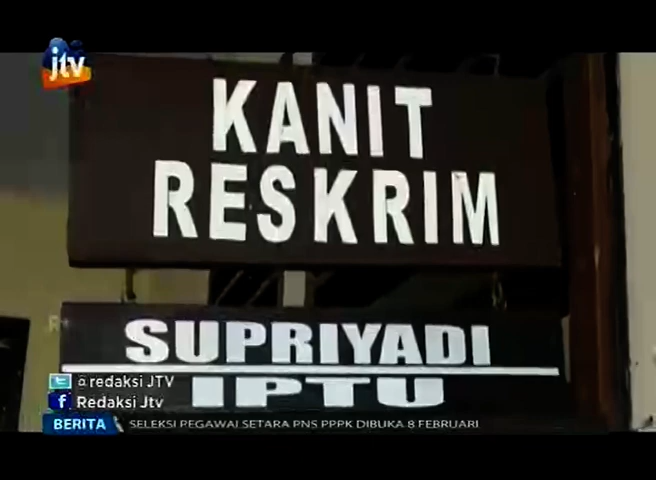 jtv
KANIT
RESKRIM
SUPRIYADI
IPTU
@redaksi JTV
Redaksi Jtv
BERITA
SELEKSI PEGAWAI SETARA PNS PPPK DIBUKA 8 FEBRUARI